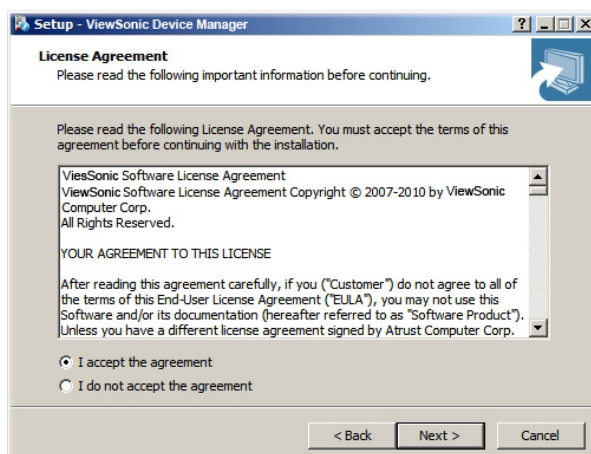 Setup - ViewSonic Device Manager
License Agreement
Please read the following important information before continuing.
Please read the following License Agreement. You must accept the terms of this
agreement before continuing with the installation.
ViesSonic Software License Agreement
ViewSonic Software License Agreement Copyright © 2007-2010 by ViewSonic
Computer Corp.
All Rights Reserved.
YOUR AGREEMENT TO THIS LICENSE
After reading this agreement carefully, if you ("Customer") do not agree to all of
the terms of this End-User License Agreement ("EULA"), you may not use this
Software and/or its documentation (hereafter referred to as "Software Product").
Unless you have a different license agreement signed by Atrust Computer Corp.
I accept the agreement
I do not accept the agreement
< Back Next > Cancel